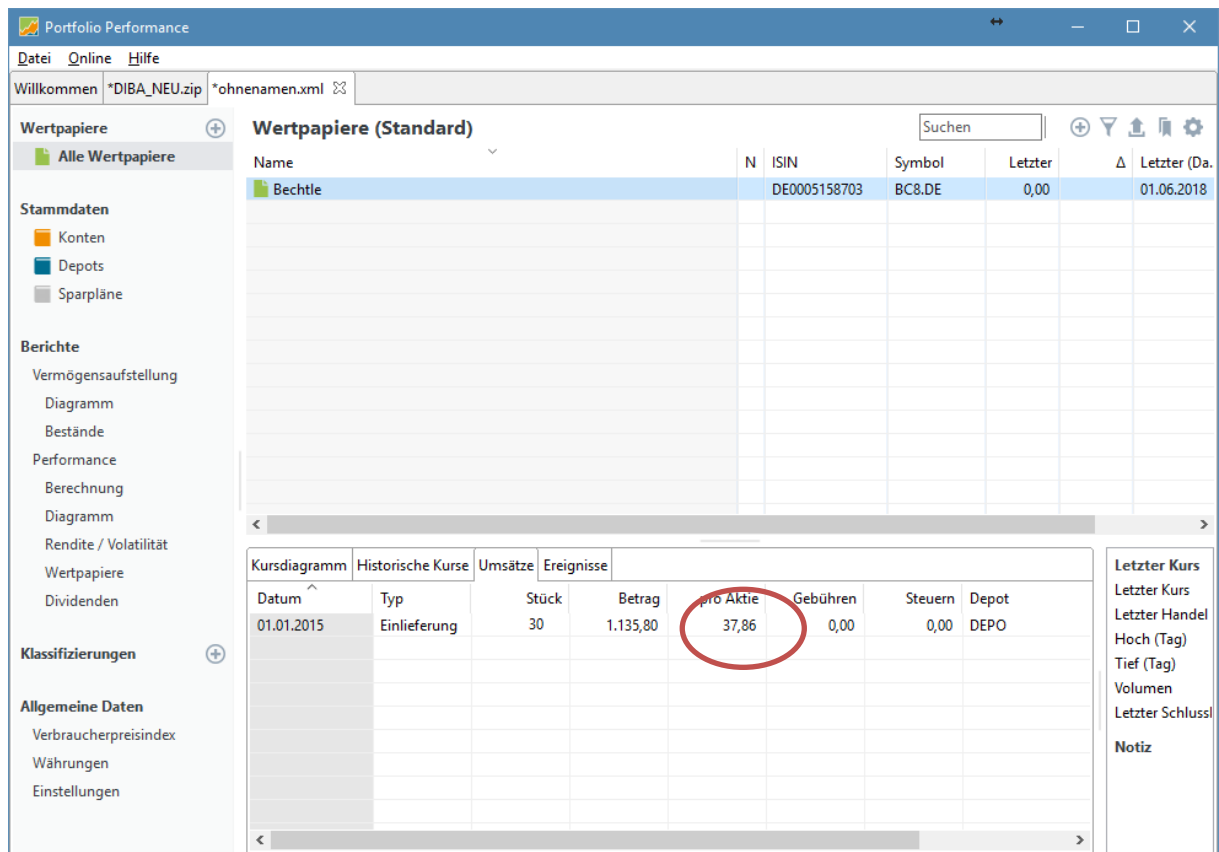 Portfolio Performance
Datei Online Hilfe
Willkommen *DIBA_NEU.zip *ohnenamen.xml
Wertpapiere
Alle Wertpapiere
Stammdaten
Konten
Depots
Sparpläne
Berichte
Vermögensaufstellung
Diagramm
Bestände
Performance
Berechnung
Diagramm
Rendite / Volatilität
Wertpapiere
Dividenden
Klassifizierungen
Allgemeine Daten
Verbraucherpreisindex
Währungen
Einstellungen
Wertpapiere (Standard) Suchen
Name N ISIN Symbol Letzter Δ Letzter (Da.
Bechtle DE0005158703 BC8.DE 0,00 01.06.2018
Kursdiagramm Historische Kurse Umsätze Ereignisse
Datum Typ Stück Betrag pro Aktie Gebühren Steuern Depot
01.01.2015 Einlieferung 30 1.135,80 37,86 0,00 0,00 DEPO
Letzter Kurs
Letzter Kurs
Letzter Handel
Hoch (Tag)
Tief (Tag)
Volumen
Letzter Schlussl
Notiz